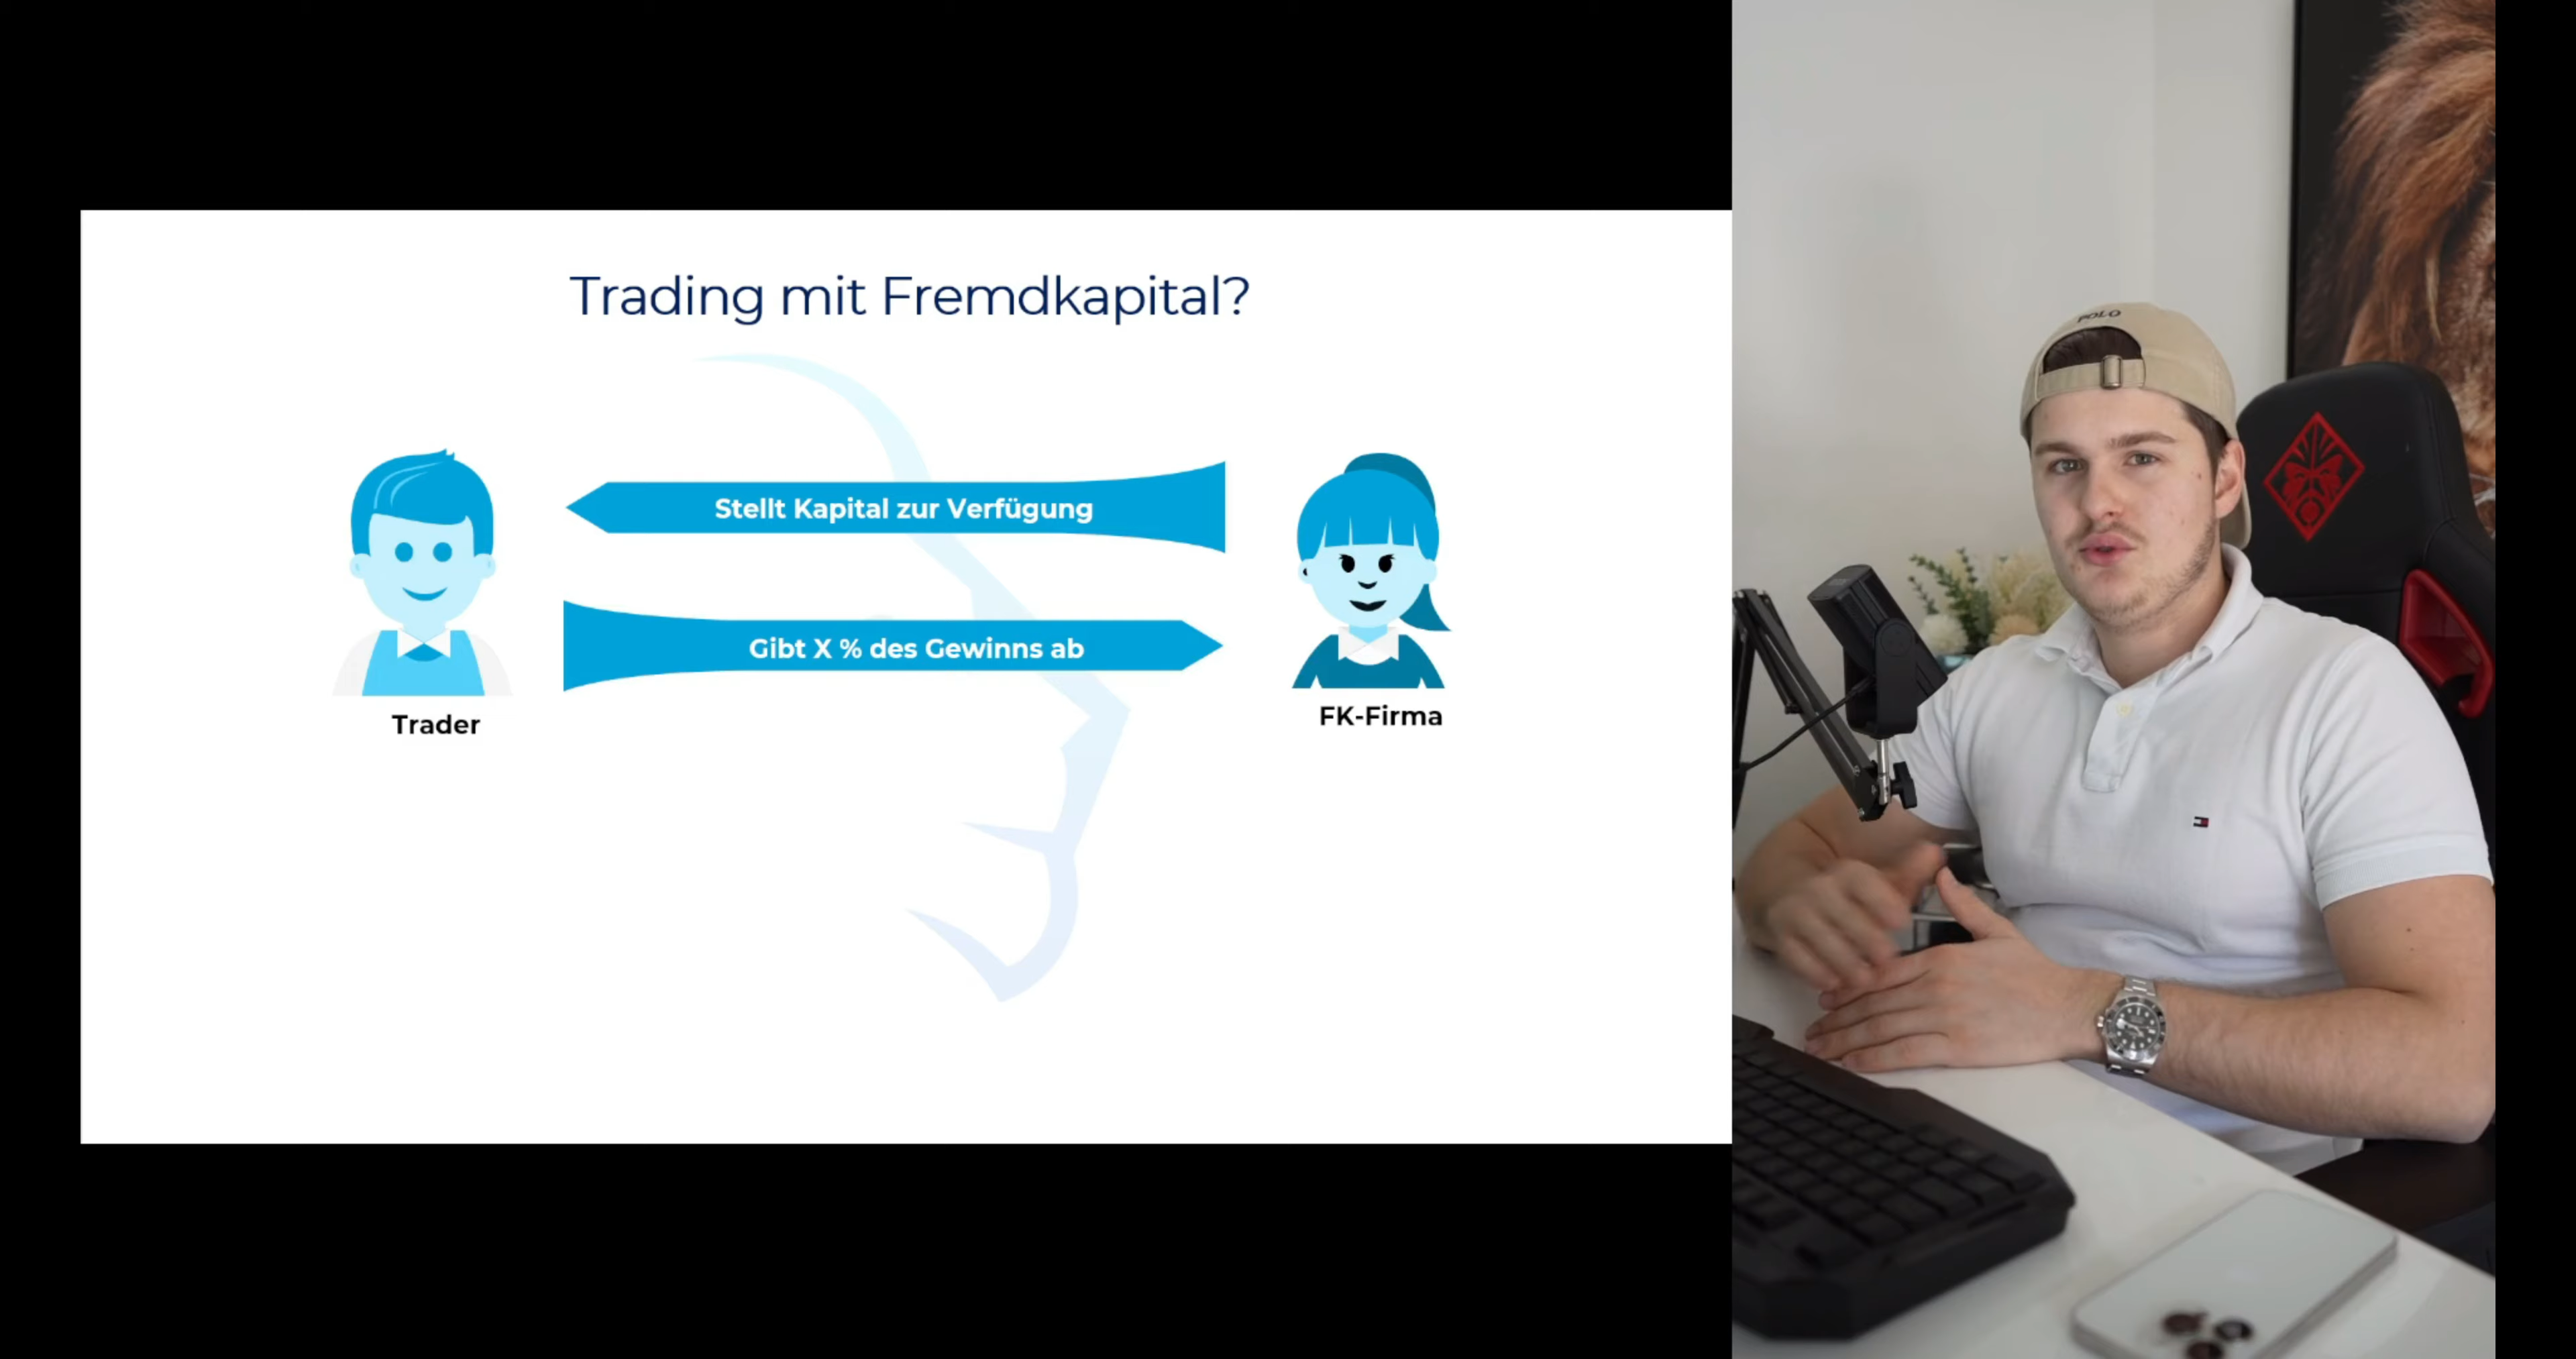 Trading mit Fremdkapital?
Stellt Kapital zur Verfügung
Gibt X % des Gewinns ab
Trader
FK-Firma
POLO